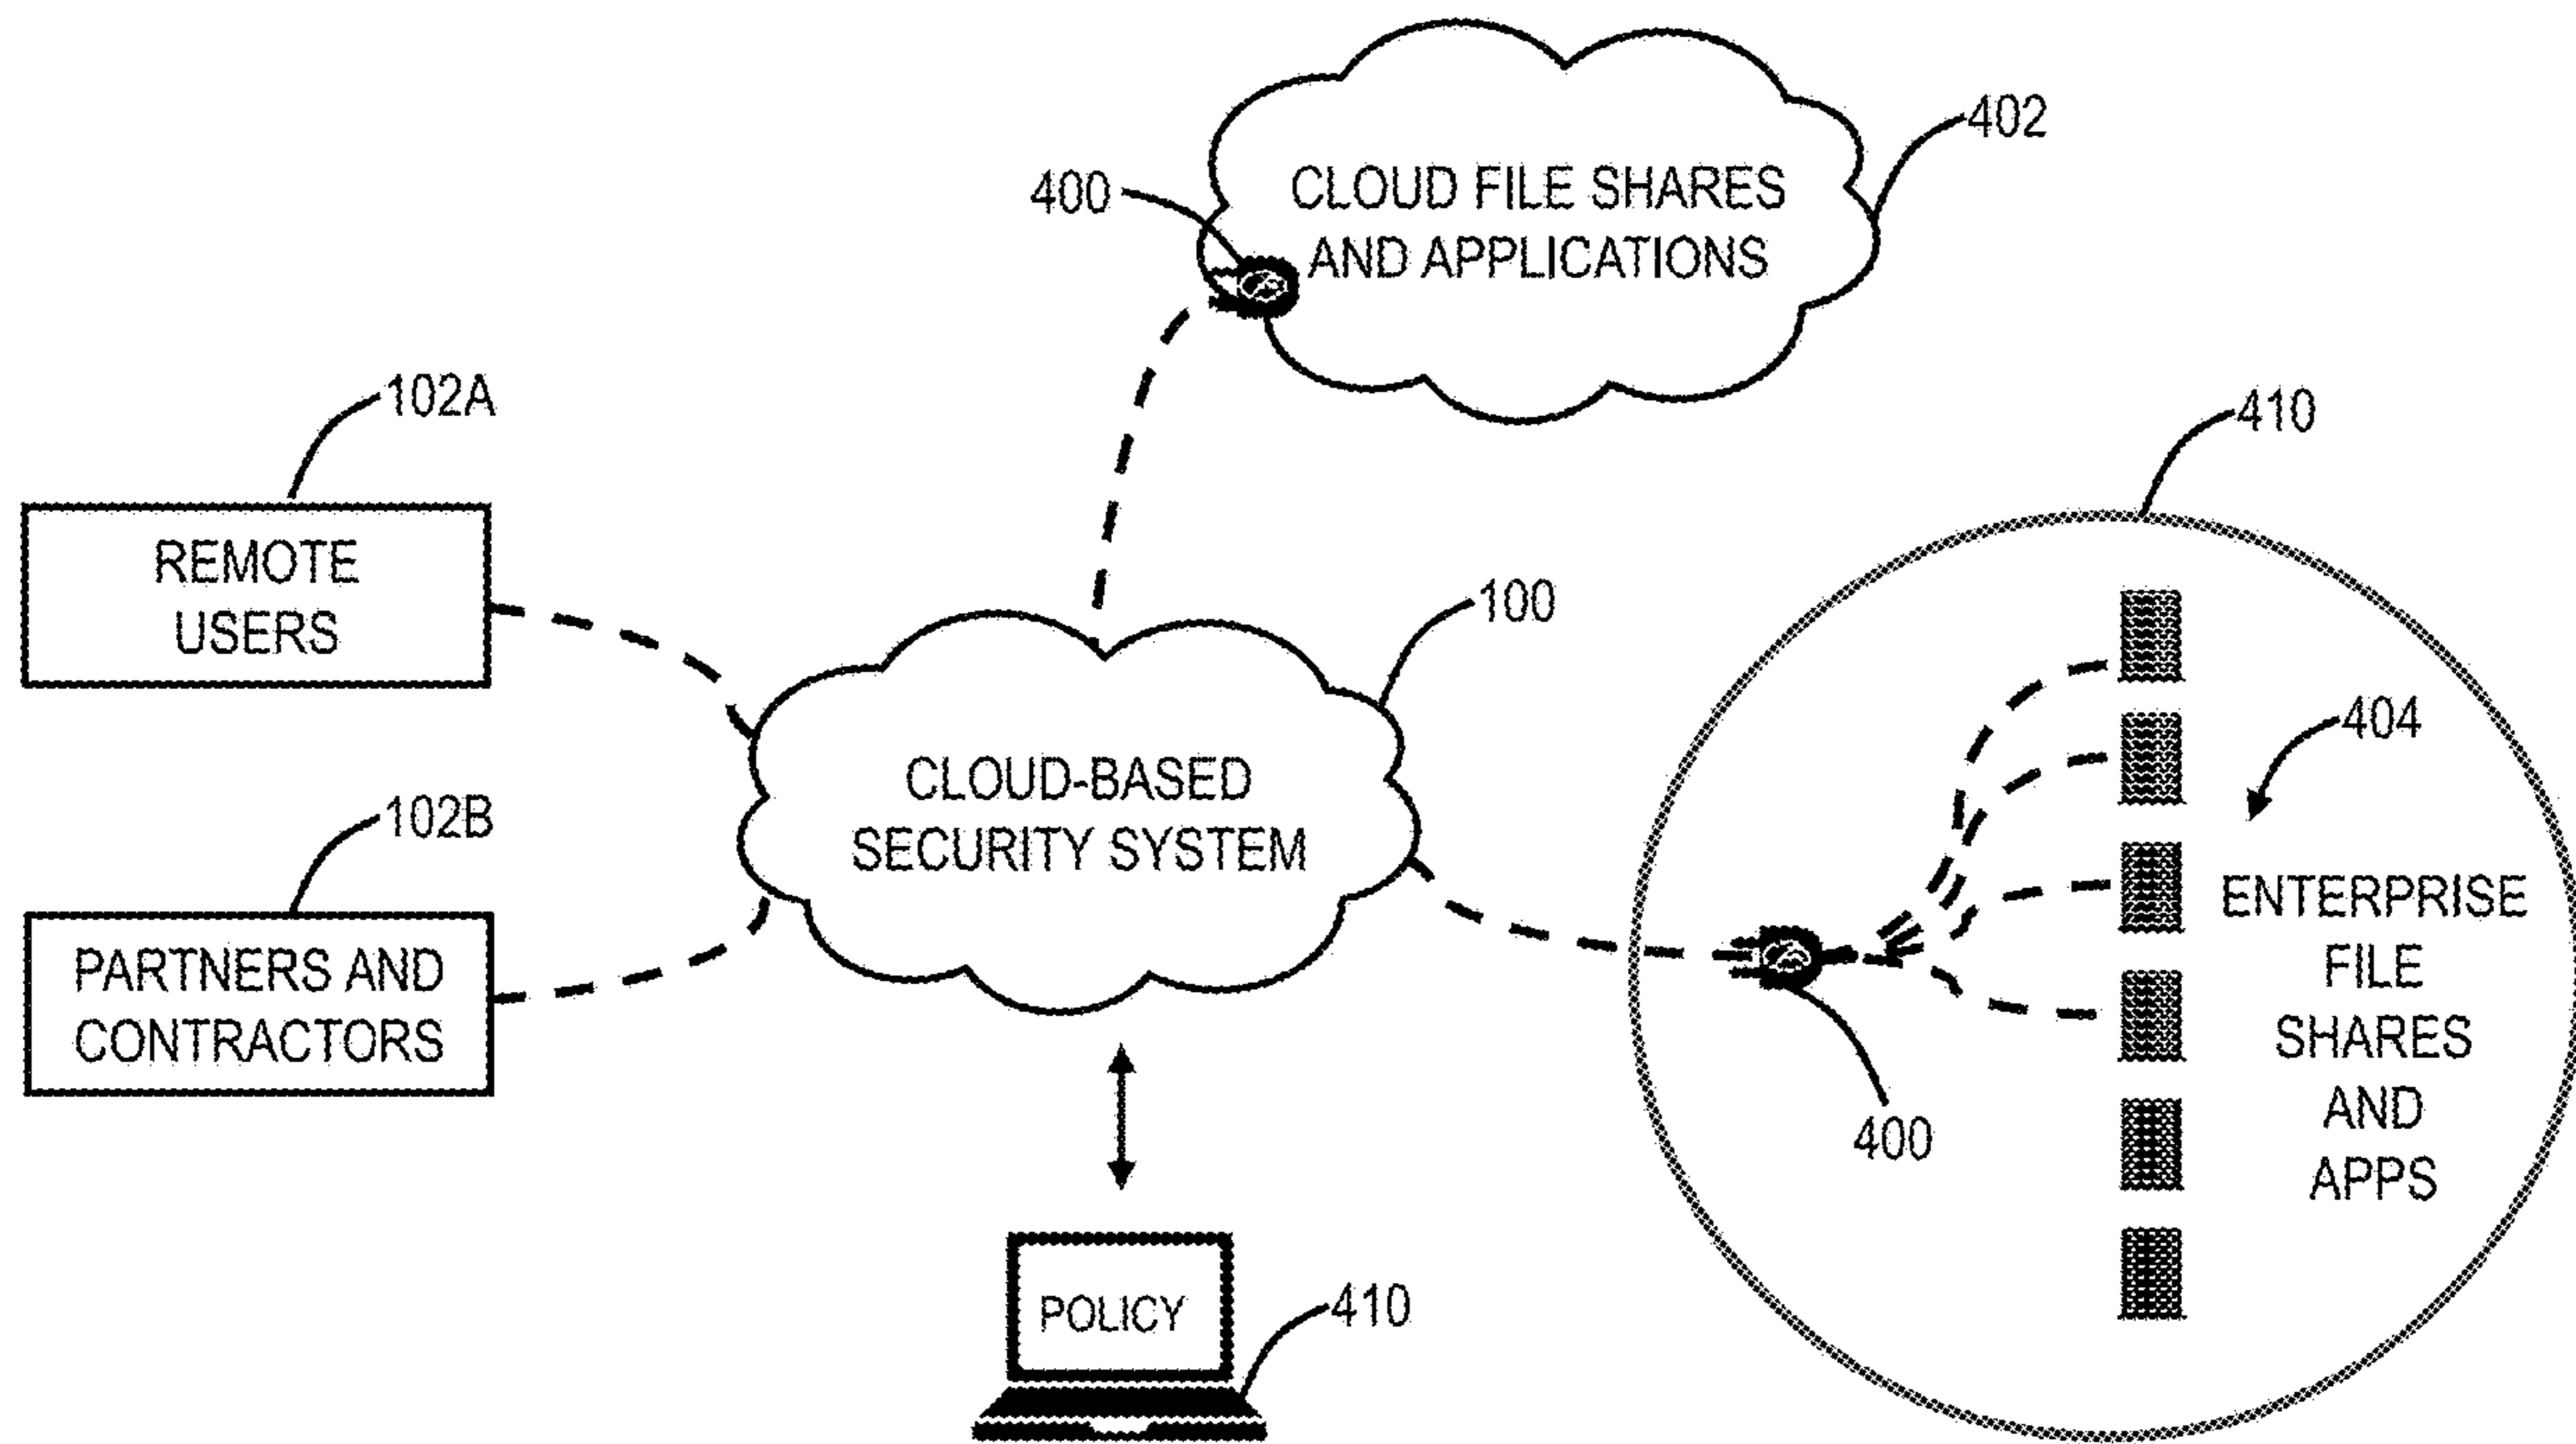 402
400
CLOUD FILE SHARES
AND APPLICATIONS
102A
410
REMOTE
USERS
100
404
CLOUD-BASED
SECURITY SYSTEM
102B
ENTERPRISE
FILE
SHARES
AND
APPS
PARTNERS AND
CONTRACTORS
400
POLICY
410